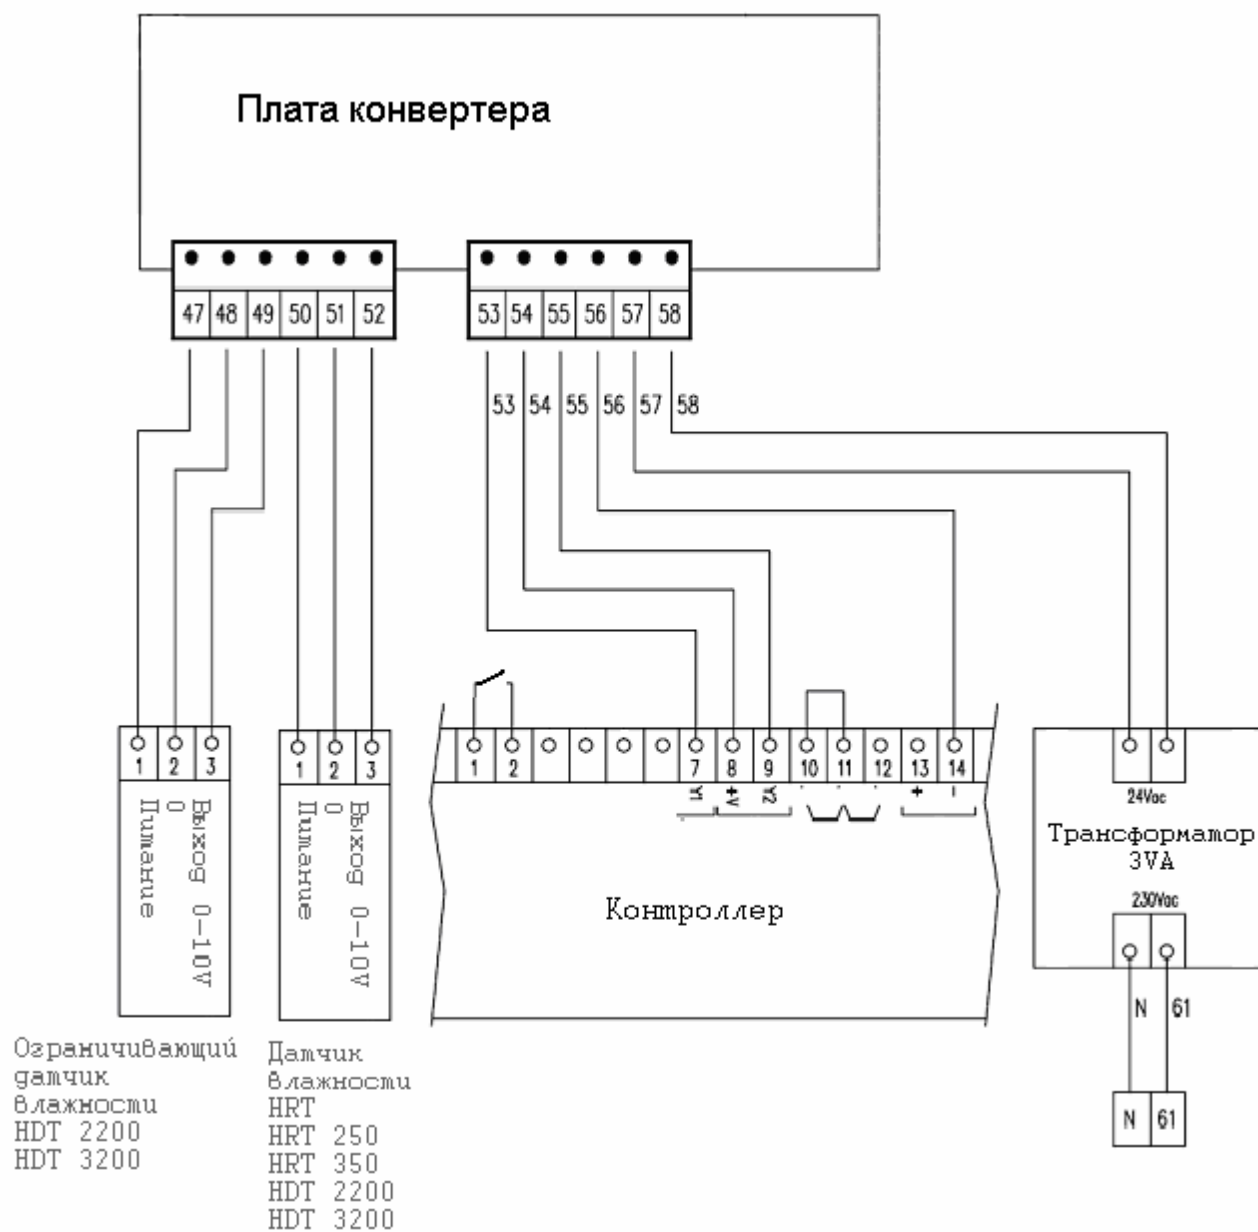 Плата конвертера
47 48 49 50 51 52
53 54 55 56 57 58
53 54 55 56 57 58
1 2 3
Питание
0
Выход 0-10V
1 2 3
Питание
0
Выход 0-10V
1 2 7 8 9 10 11 12 13 14
Y1 +V Y2 + −
Контроллер
24Vac
Трансформатор
3VA
230Vac
N 61
N 61
Ограничивающий
датчик
влажности
HDT 2200
HDT 3200
Датчик
влажности
HRT
HRT 250
HRT 350
HDT 2200
HDT 3200